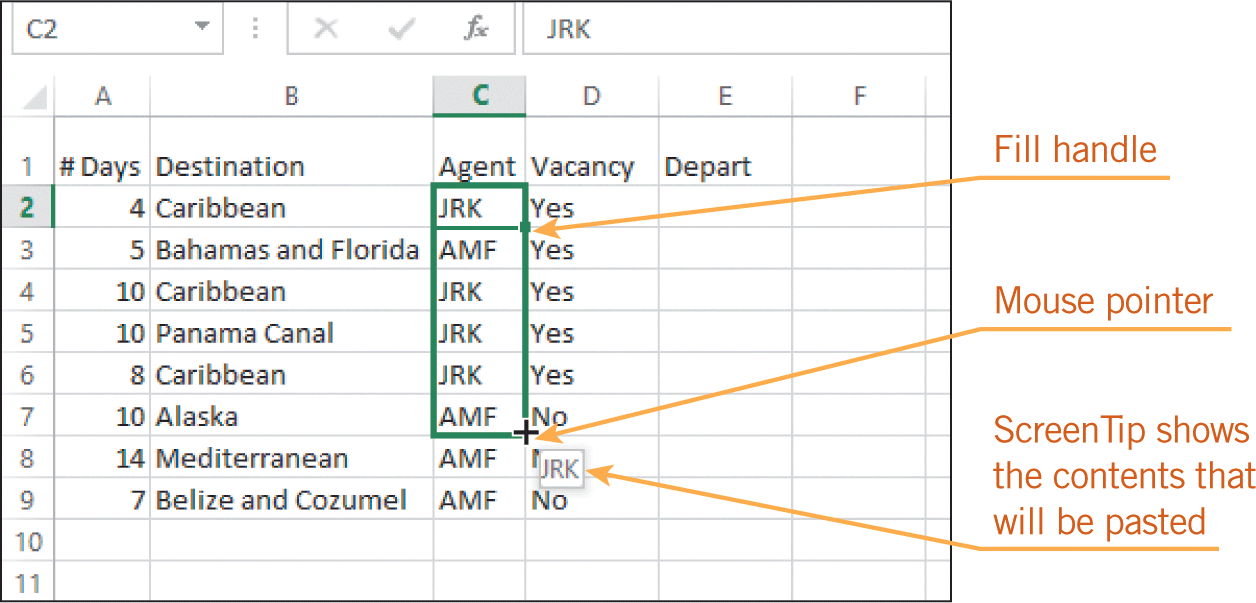 C2 fx JRK
A B C D E F
1 # Days Destination Agent Vacancy Depart
2 4 Caribbean JRK Yes
3 5 Bahamas and Florida AMF Yes
4 10 Caribbean JRK Yes
5 10 Panama Canal JRK Yes
6 8 Caribbean JRK Yes
7 10 Alaska AMF No
8 14 Mediterranean AMF
JRK
9 7 Belize and Cozumel AMF No
10
11
Fill handle
Mouse pointer
ScreenTip shows
the contents that
will be pasted